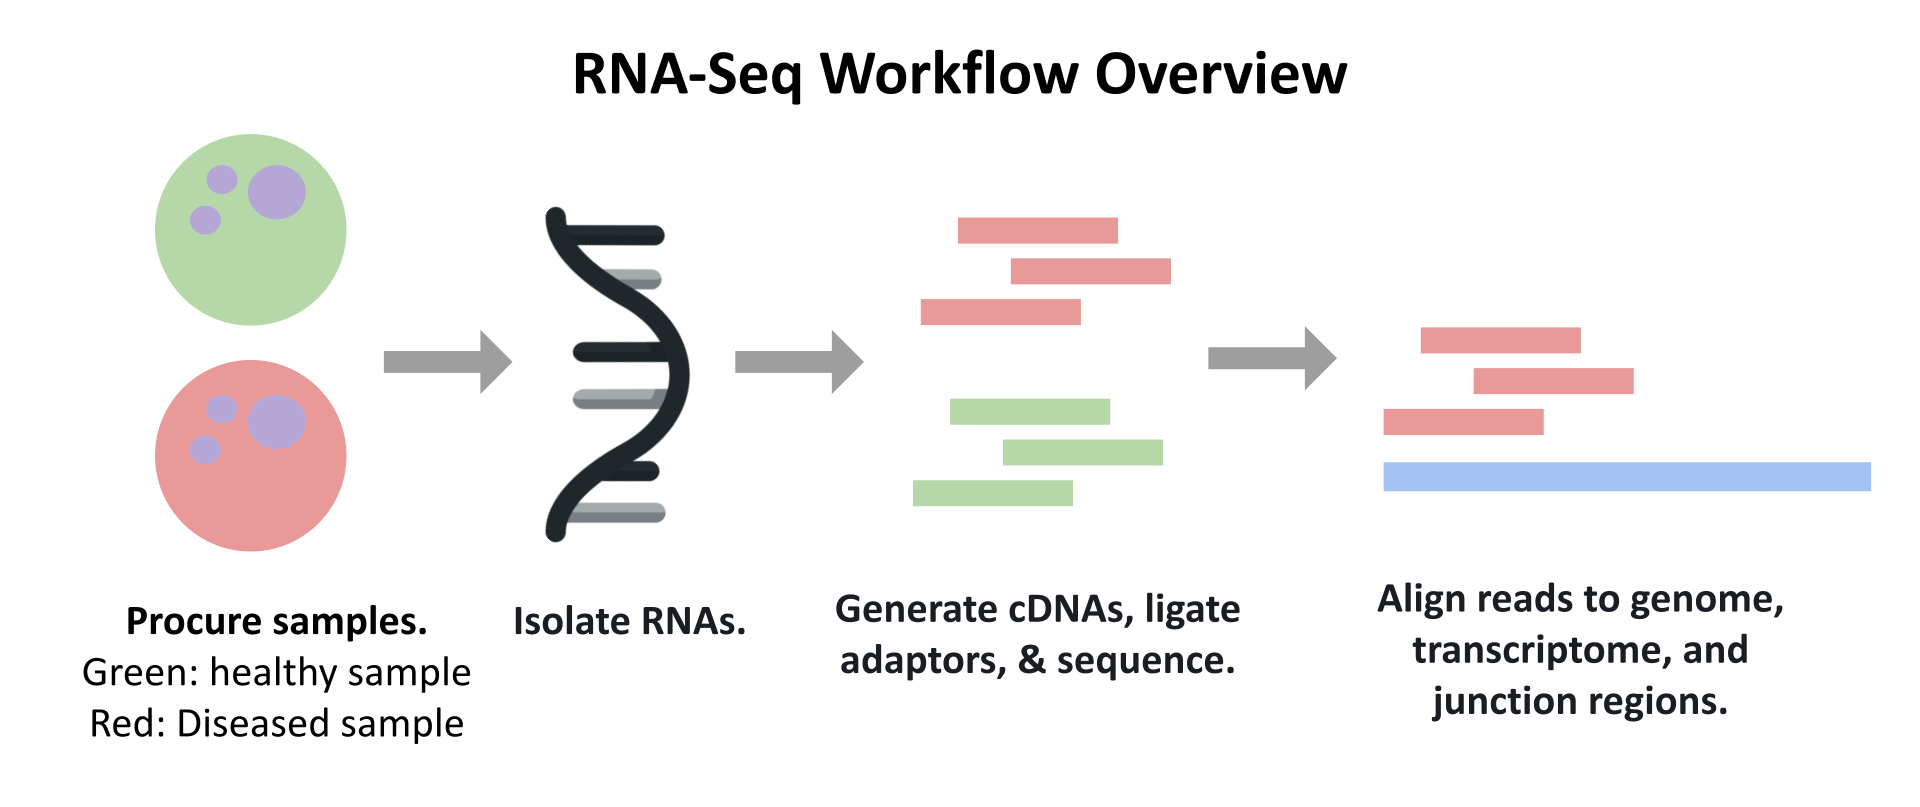 RNA-Seq Workflow Overview
Procure samples.
Green: healthy sample
Red: Diseased sample
Isolate RNAs.
Generate cDNAs, ligate
adaptors, & sequence.
Align reads to genome,
transcriptome, and
junction regions.